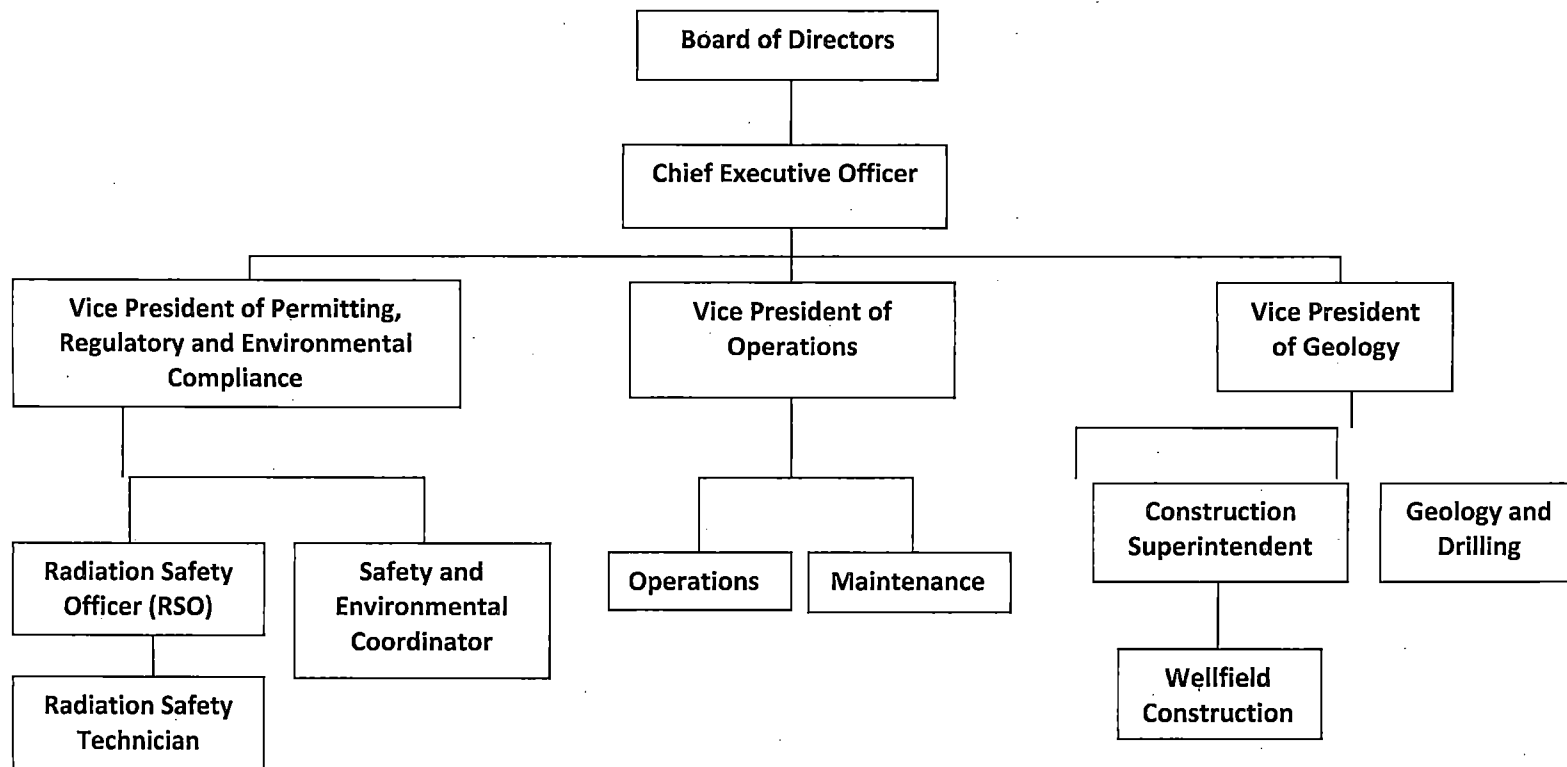 Board of Directors
Chief Executive Officer
Vice President of Permitting,
Regulatory and Environmental
Compliance
Vice President of
Operations
Vice President
of Geology
Radiation Safety
Officer (RSO)
Safety and
Environmental
Coordinator
Operations
Maintenance
Construction
Superintendent
Geology and
Drilling
Radiation Safety
Technician
Wellfield
Construction